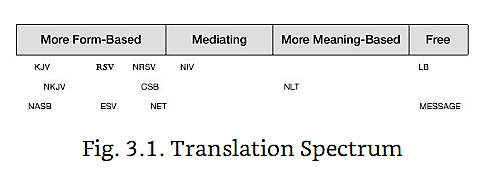 More Form-Based Mediating More Meaning-Based Free
KJV RSV NRSV NIV LB
NKJV CSB NLT
NASB ESV NET MESSAGE
Fig. 3.1. Translation Spectrum